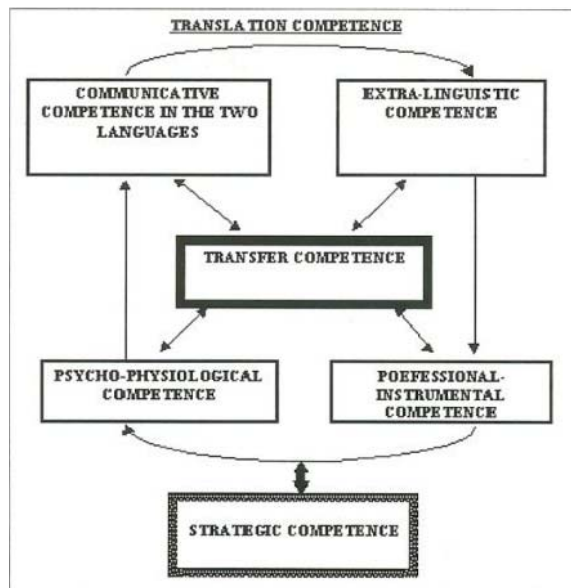 TRANSLATION COMPETENCE
COMMUNICATIVE
COMPETENCE IN THE TWO
LANGUAGES
EXTRA-LINGUISTIC
COMPETENCE
TRANSFER COMPETENCE
PSYCHO-PHYSIOLOGICAL
COMPETENCE
POEFESSIONAL-
INSTRUMENTAL
COMPETENCE
STRATEGIC COMPETENCE